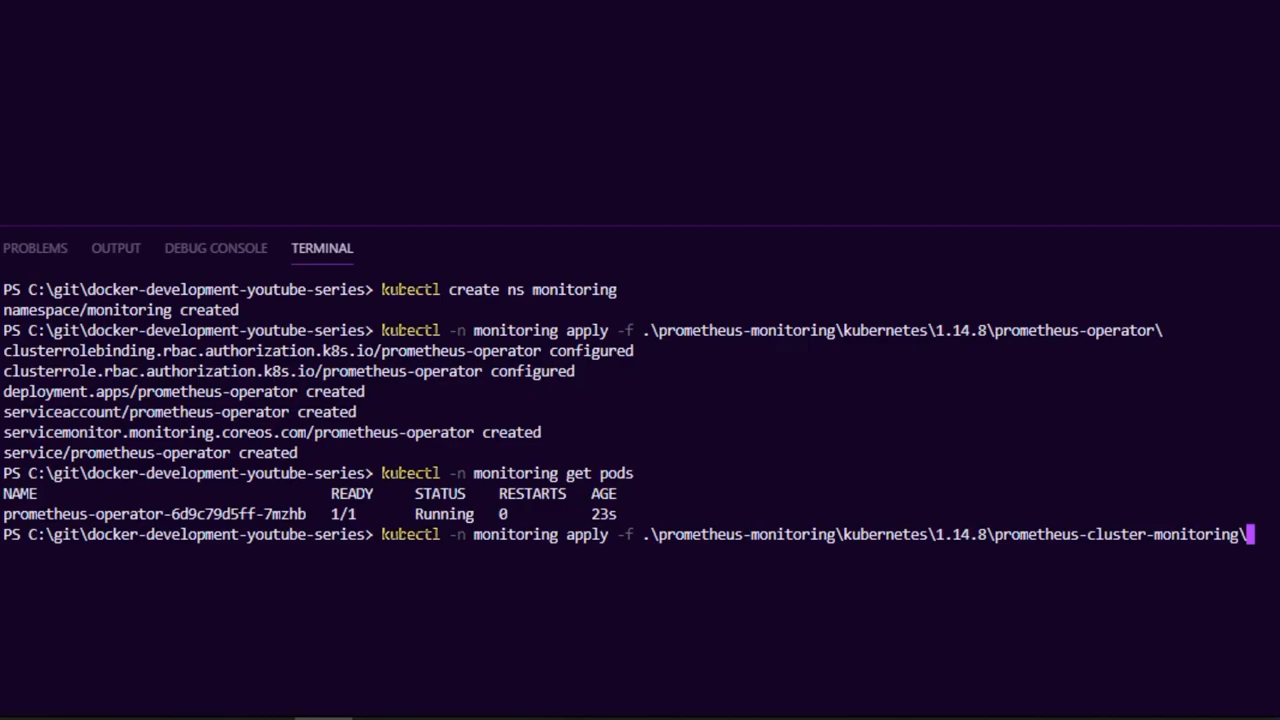 PROBLEMS OUTPUT DEBUG CONSOLE TERMINAL
PS C:\git\docker-development-youtube-series> kubectl create ns monitoring
namespace/monitoring created
PS C:\git\docker-development-youtube-series> kubectl -n monitoring apply -f .\prometheus-monitoring\kubernetes\1.14.8\prometheus-operator\
clusterrolebinding.rbac.authorization.k8s.io/prometheus-operator configured
clusterrole.rbac.authorization.k8s.io/prometheus-operator configured
deployment.apps/prometheus-operator created
serviceaccount/prometheus-operator created
servicemonitor.monitoring.coreos.com/prometheus-operator created
service/prometheus-operator created
PS C:\git\docker-development-youtube-series> kubectl -n monitoring get pods
NAME READY STATUS RESTARTS AGE
prometheus-operator-6d9c79d5ff-7mzhb 1/1 Running 0 23s
PS C:\git\docker-development-youtube-series> kubectl -n monitoring apply -f .\prometheus-monitoring\kubernetes\1.14.8\prometheus-cluster-monitoring\